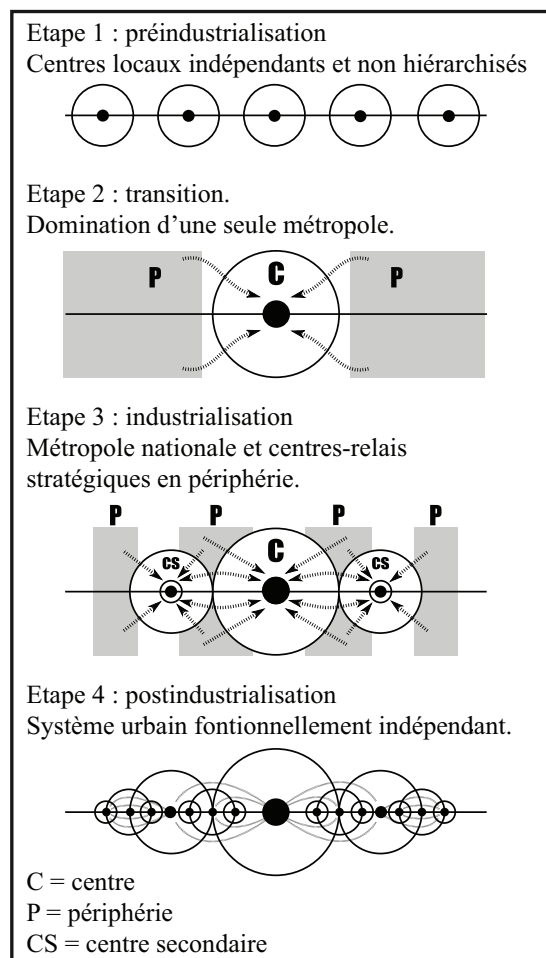 Etape 1 : préindustrialisation
Centres locaux indépendants et non hiérarchisés
Etape 2 : transition.
Domination d’une seule métropole.
P C P
Etape 3 : industrialisation
Métropole nationale et centres-relais
stratégiques en périphérie.
P P P P
CS C CS
Etape 4 : postindustrialisation
Système urbain fontionnellement indépendant.
C = centre
P = périphérie
CS = centre secondaire